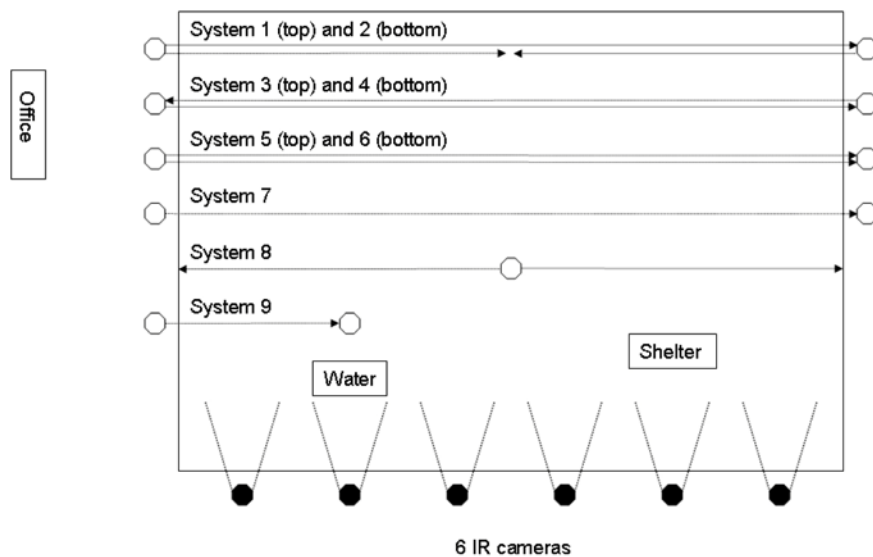 System 1 (top) and 2 (bottom)
System 3 (top) and 4 (bottom)
Office
System 5 (top) and 6 (bottom)
System 7
System 8
System 9
Shelter
Water
6 IR cameras